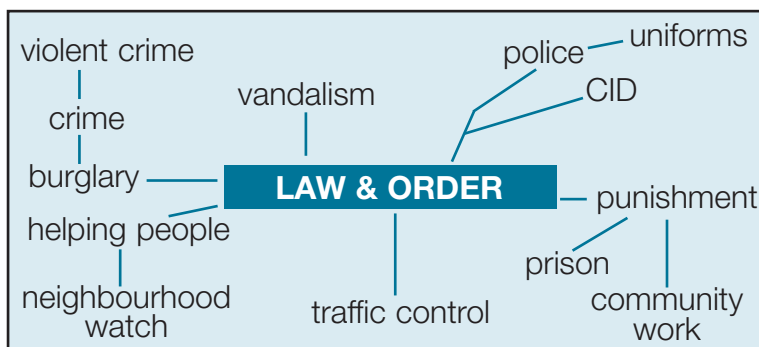 violent crime
crime
burglary
vandalism
police
uniforms
CID
LAW & ORDER
helping people
neighbourhood
watch
traffic control
punishment
prison
community
work